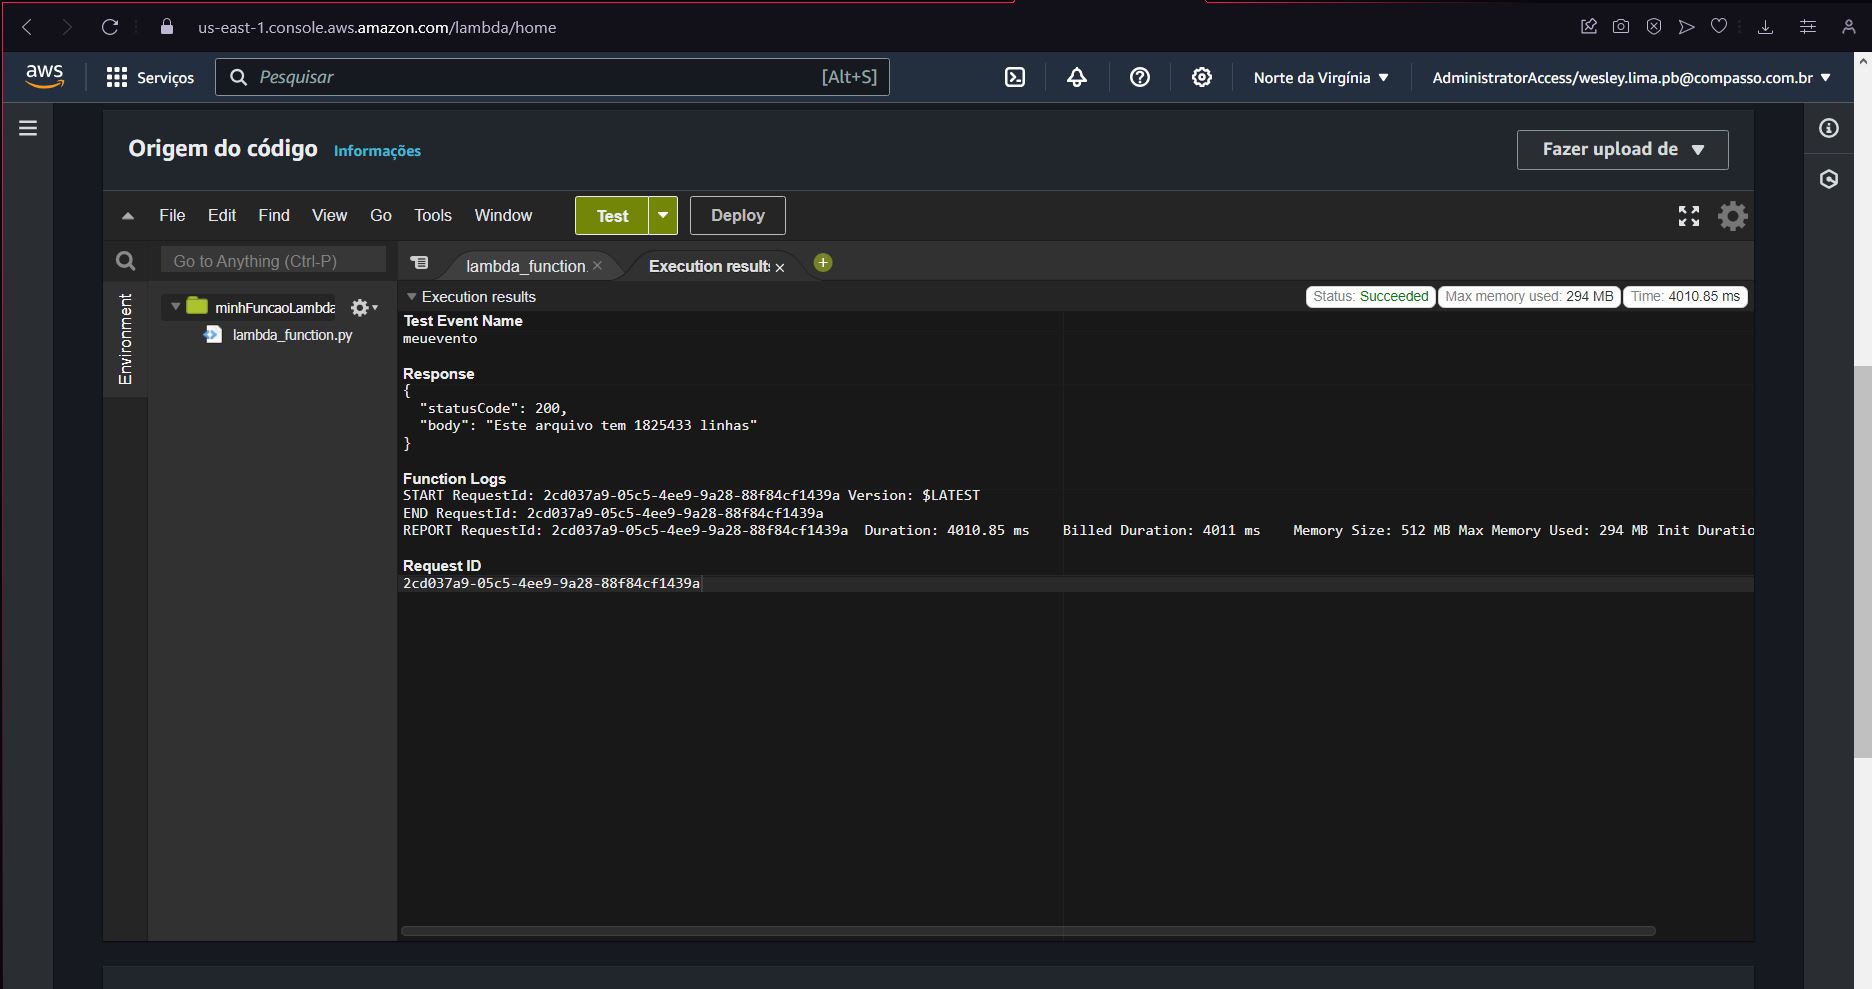 us-east-1.console.aws.amazon.com/lambda/home
aws
Serviços
Pesquisar
[Alt+S]
Norte da Virgínia
AdministratorAccess/wesley.lima.pb@compasso.com.br
Origem do código
Informações
Fazer upload de
File Edit Find View Go Tools Window
Test
Deploy
Go to Anything (Ctrl-P)
lambda_function.
Execution result
Environment
minhFuncaoLambda
lambda_function.py
Execution results
Status: Succeeded
Max memory used: 294 MB
Time: 4010.85 ms
Test Event Name
meuevento
Response
{
"statusCode": 200,
"body": "Este arquivo tem 1825433 linhas"
}
Function Logs
START RequestId: 2cd037a9-05c5-4ee9-9a28-88f84cf1439a Version: $LATEST
END RequestId: 2cd037a9-05c5-4ee9-9a28-88f84cf1439a
REPORT RequestId: 2cd037a9-05c5-4ee9-9a28-88f84cf1439a Duration: 4010.85 ms Billed Duration: 4011 ms Memory Size: 512 MB Max Memory Used: 294 MB Init Duratio
Request ID
2cd037a9-05c5-4ee9-9a28-88f84cf1439a